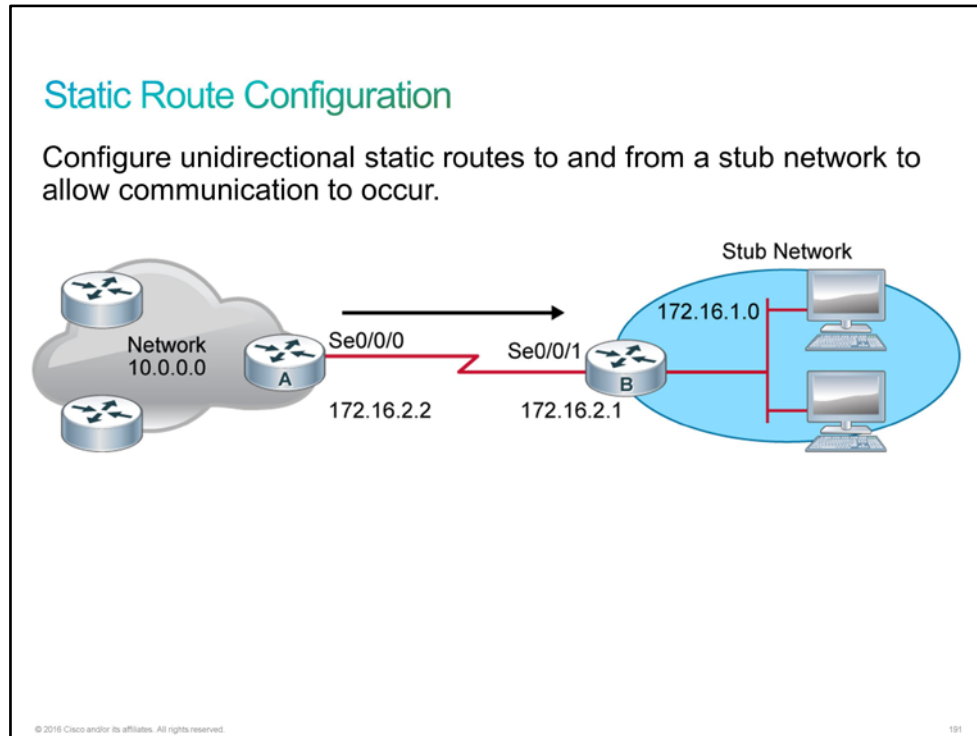 Static Route Configuration
Configure unidirectional static routes to and from a stub network to
allow communication to occur.
Stub Network
172.16.1.0
Network
10.0.0.0
A
Se0/0/0
Se0/0/1
B
172.16.2.2
172.16.2.1
© 2016 Cisco and/or its affiliates. All rights reserved.
191